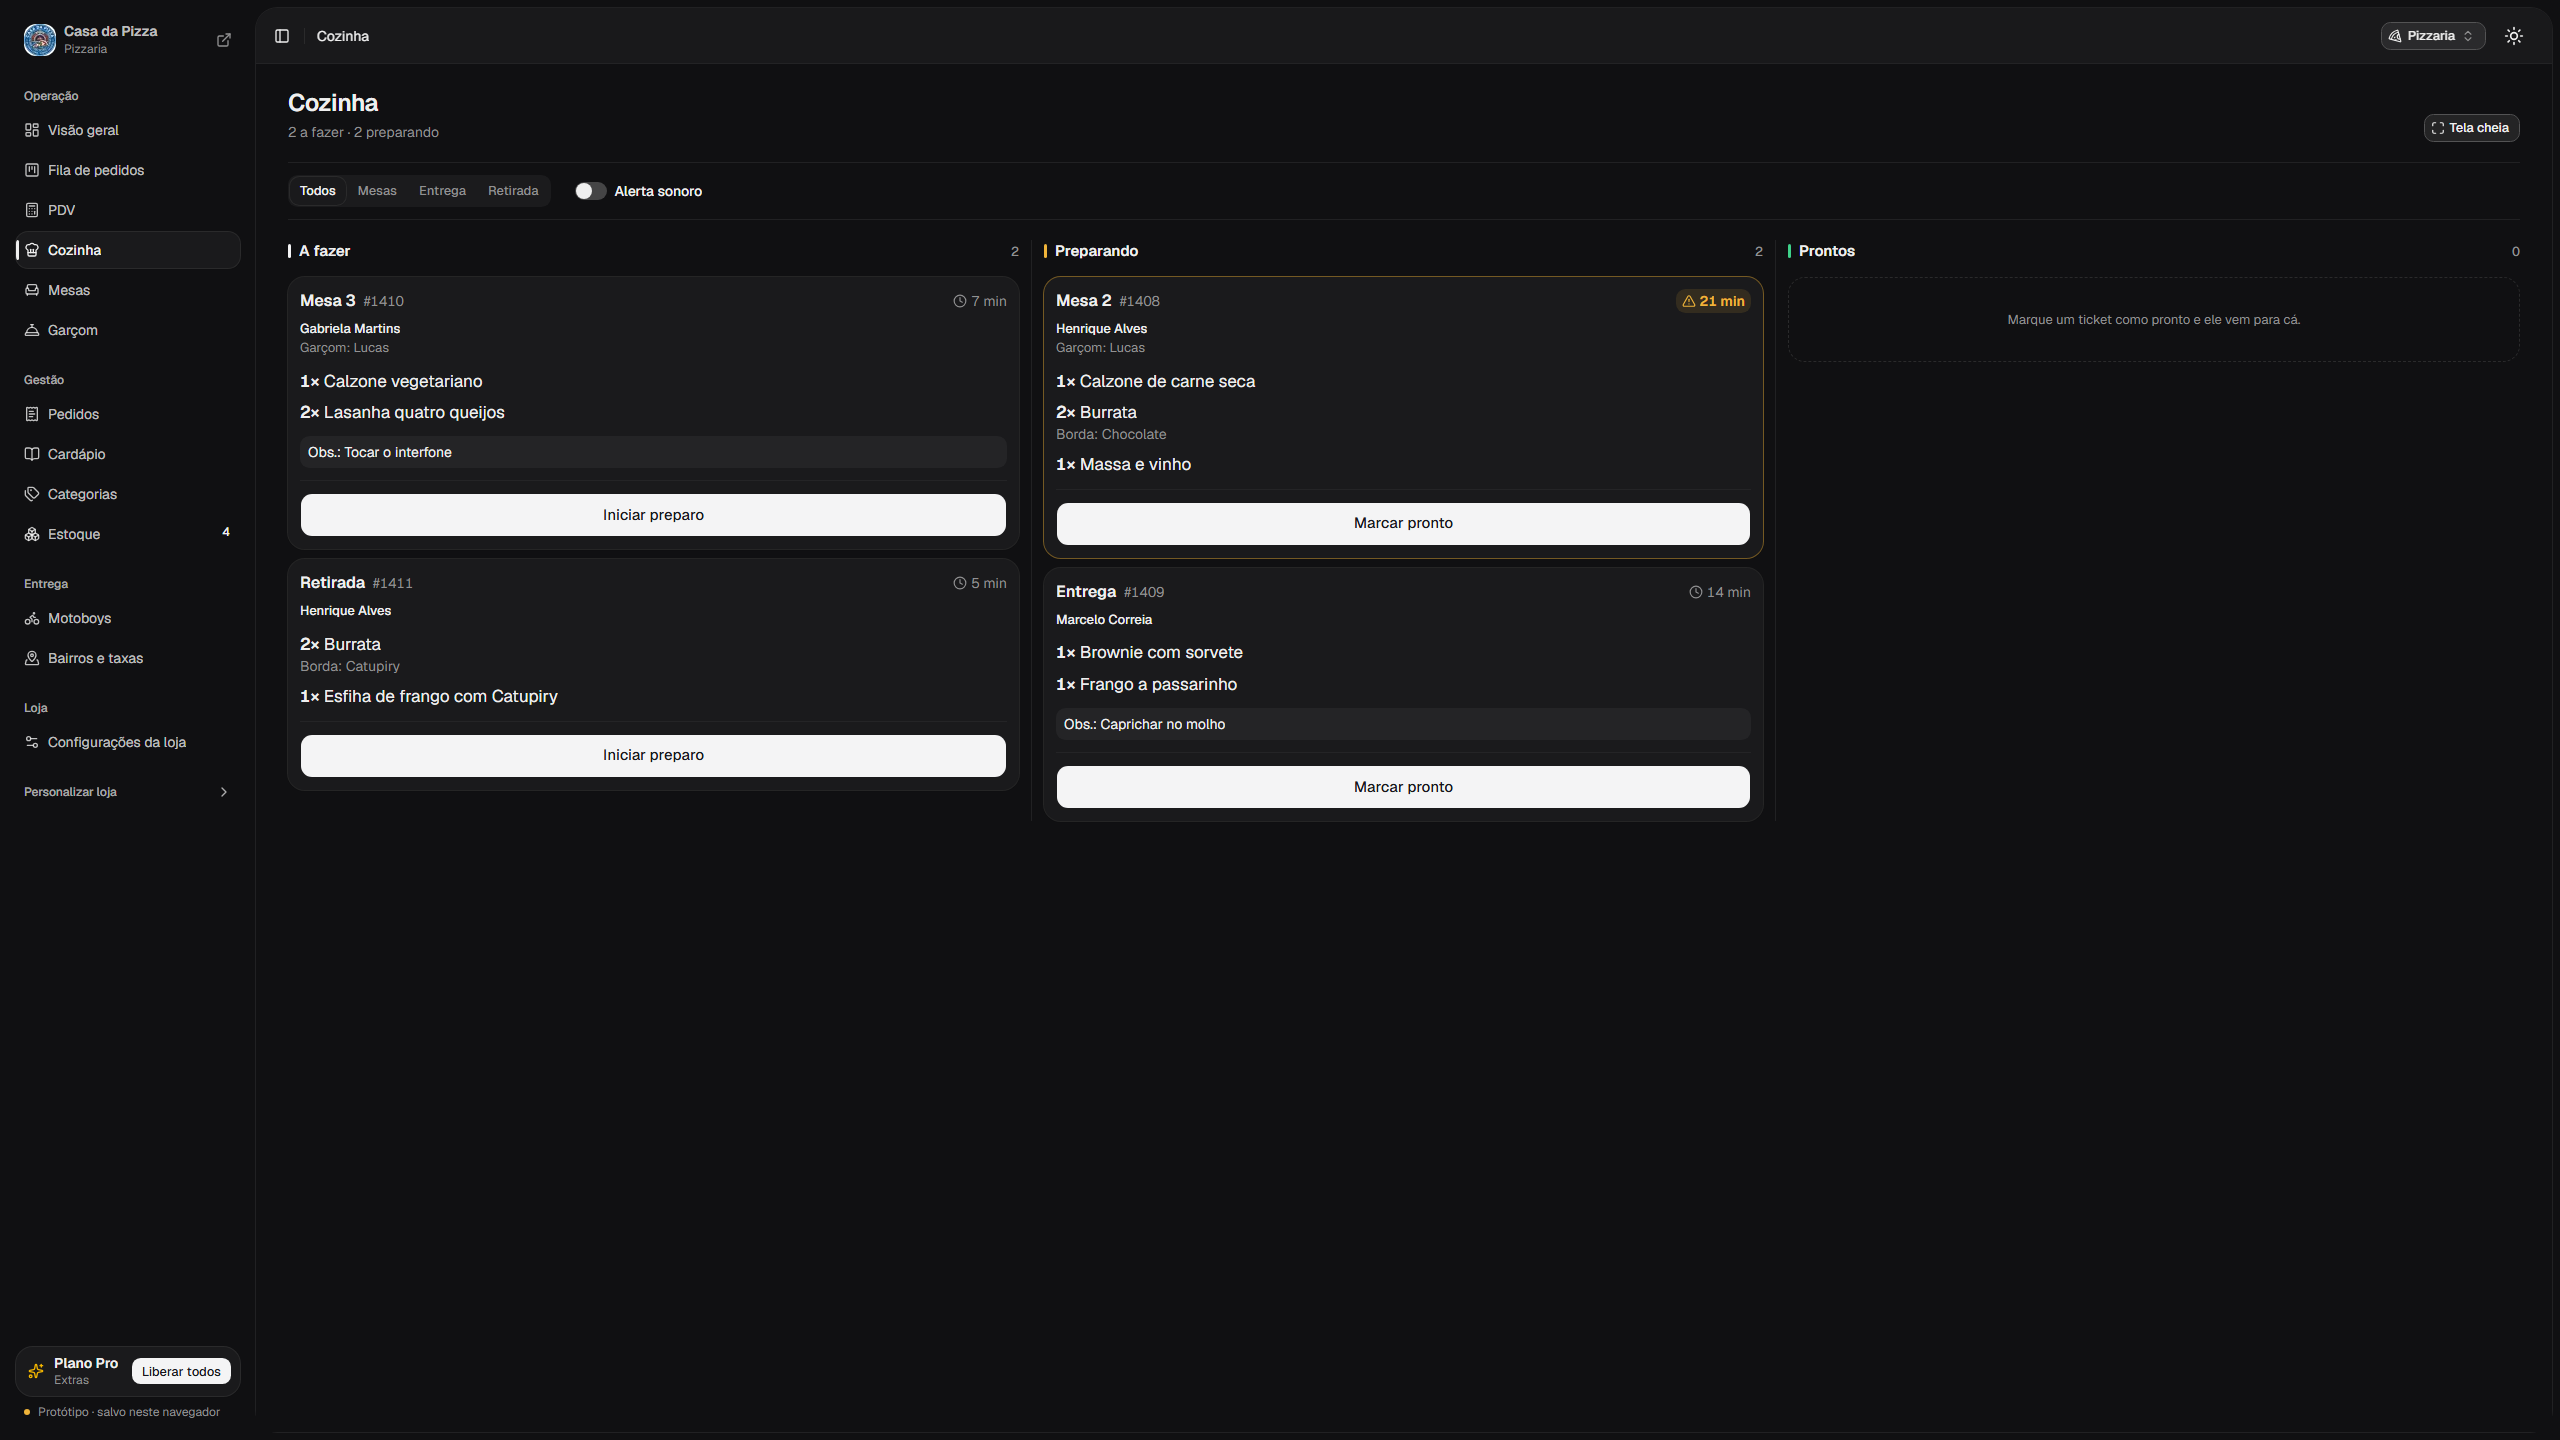 Casa da Pizza
Pizzaria
Operação
Visão geral
Fila de pedidos
PDV
Cozinha
Mesas
Garçom
Gestão
Pedidos
Cardápio
Categorias
Estoque 4
Entrega
Motoboys
Bairros e taxas
Loja
Configurações da loja
Personalizar loja
Plano Pro
Extras
Liberar todos
Protótipo · salvo neste navegador
Cozinha
Pizzaria
Cozinha
2 a fazer · 2 preparando
Tela cheia
Todos Mesas Entrega Retirada Alerta sonoro
A fazer 2
Mesa 3 #1410 7 min
Gabriela Martins
Garçom: Lucas
1× Calzone vegetariano
2× Lasanha quatro queijos
Obs.: Tocar o interfone
Iniciar preparo
Retirada #1411 5 min
Henrique Alves
2× Burrata
Borda: Catupiry
1× Esfiha de frango com Catupiry
Iniciar preparo
Preparando 2
Mesa 2 #1408 21 min
Henrique Alves
Garçom: Lucas
1× Calzone de carne seca
2× Burrata
Borda: Chocolate
1× Massa e vinho
Marcar pronto
Entrega #1409 14 min
Marcelo Correia
1× Brownie com sorvete
1× Frango a passarinho
Obs.: Caprichar no molho
Marcar pronto
Prontos 0
Marque um ticket como pronto e ele vem para cá.